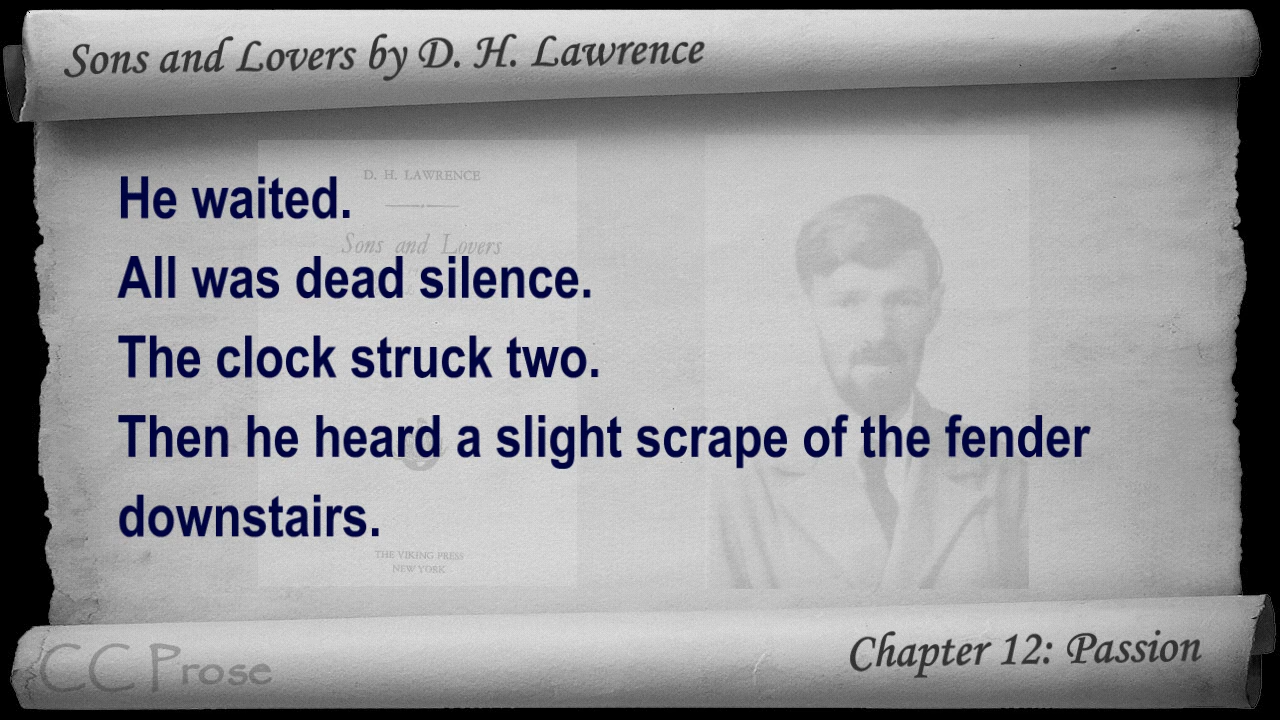 Sons and Lovers by D. H. Lawrence
D. H. LAWRENCE
Sons and Lovers
He waited.
All was dead silence.
The clock struck two.
Then he heard a slight scrape of the fender
downstairs.
THE VIKING PRESS
NEW YORK
CC Prose
Chapter 12: Passion